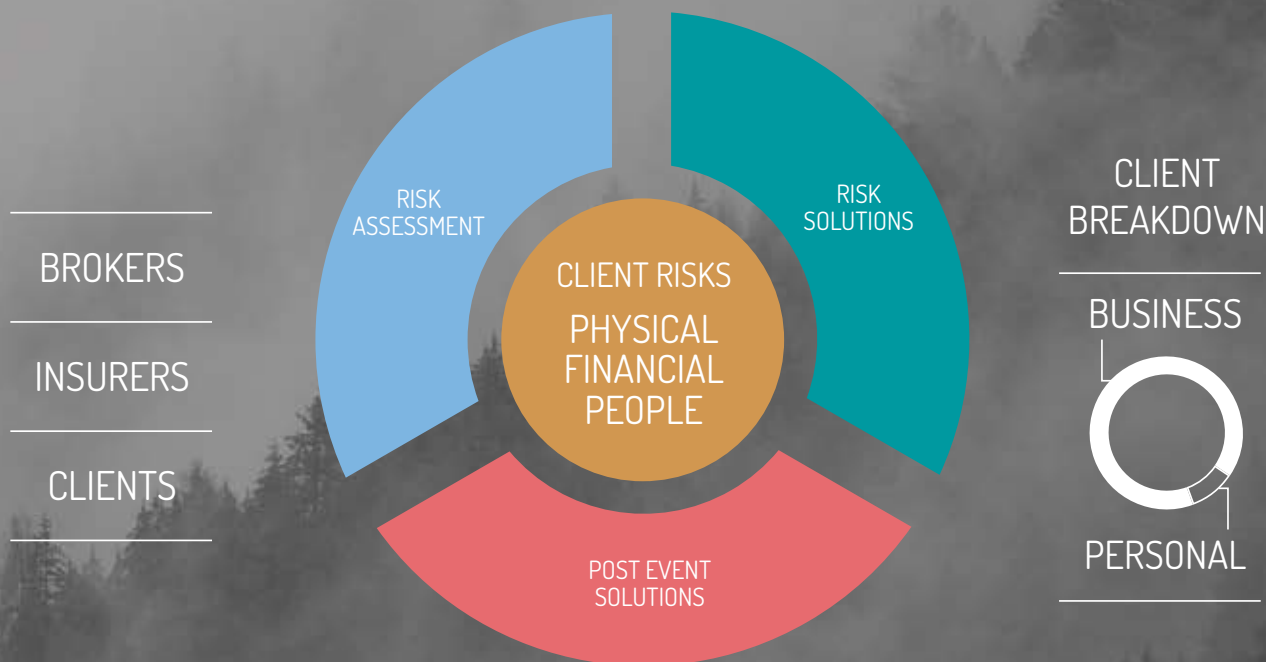 BROKERS
INSURERS
CLIENTS
RISK
ASSESSMENT
RISK
SOLUTIONS
CLIENT RISKS
PHYSICAL
FINANCIAL
PEOPLE
POST EVENT
SOLUTIONS
CLIENT
BREAKDOWN
BUSINESS
PERSONAL